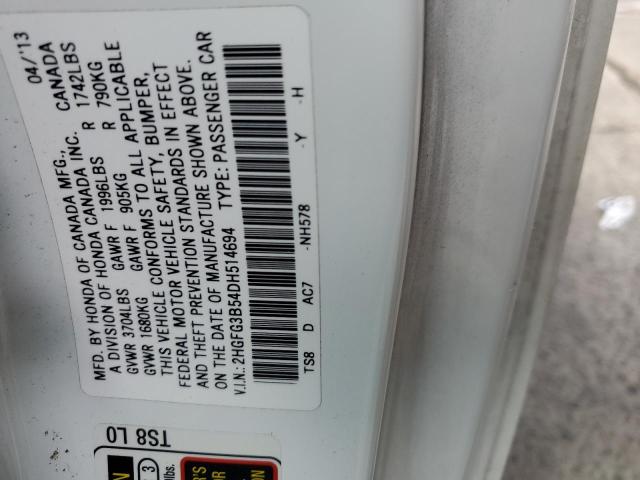 MFD. BY HONDA OF CANADA MFG., 04/'13
A DIVISION OF HONDA CANADA INC. CANADA
GVWR 3704LBS GAWR F 1996LBS R 1742LBS
GVWR 1680KG GAWR F 905KG R 790KG
THIS VEHICLE CONFORMS TO ALL APPLICABLE
FEDERAL MOTOR VEHICLE SAFETY, BUMPER,
AND THEFT PREVENTION STANDARDS IN EFFECT
ON THE DATE OF MANUFACTURE SHOWN ABOVE.
V.I.N.: 2HGFG3B54DH514694 TYPE: PASSENGER CAR
TS8 D AC7 -NH578 -Y -H
TS8 L0
3
lbs.